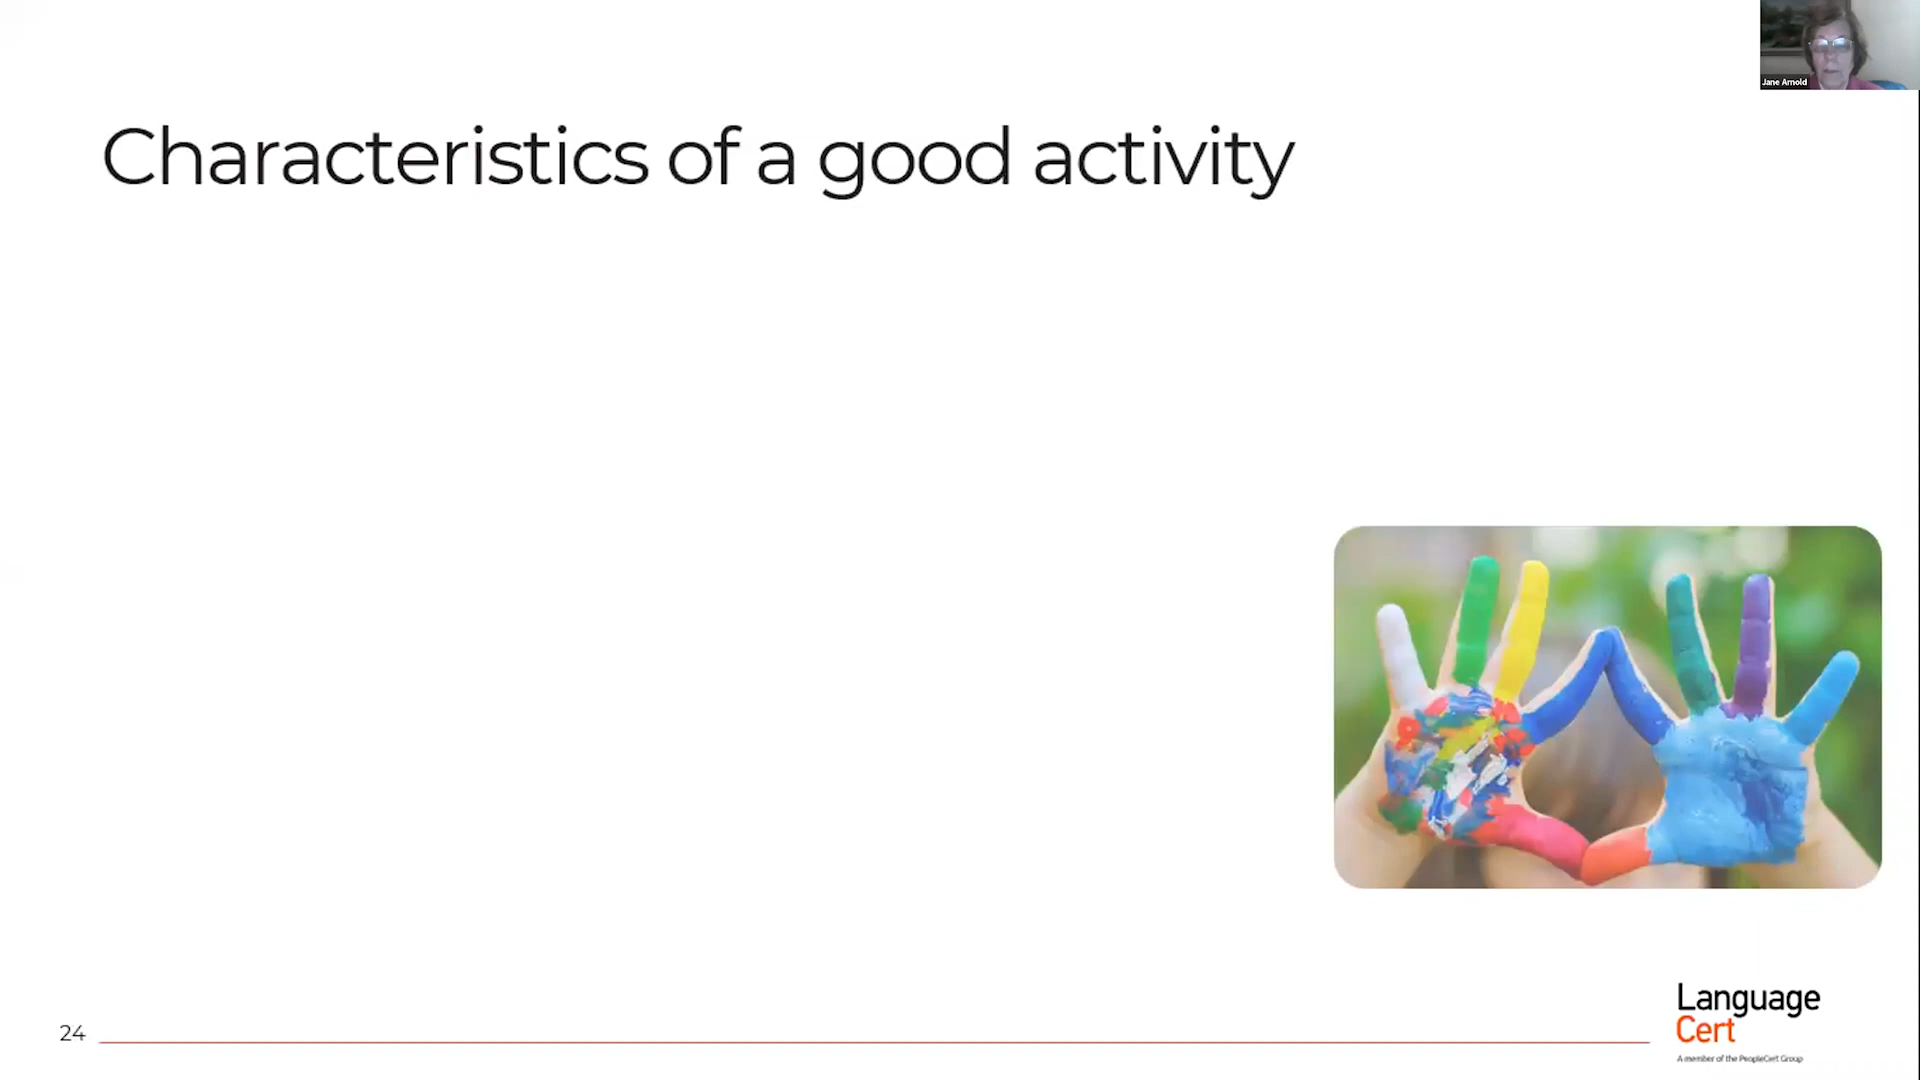 Jane Arnold
Characteristics of a good activity
24
Language
Cert
A member of the PeopleCert Group